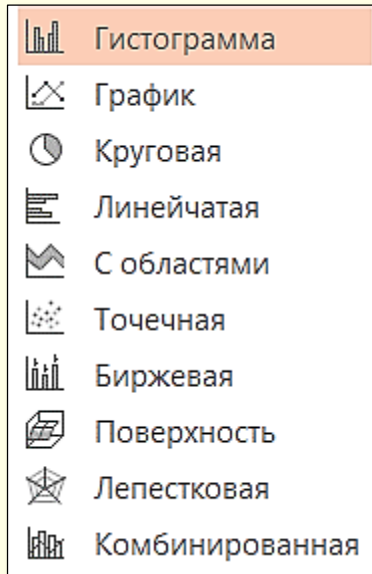 Гистограмма
График
Круговая
Линейчатая
С областями
Точечная
Биржевая
Поверхность
Лепестковая
Комбинированная